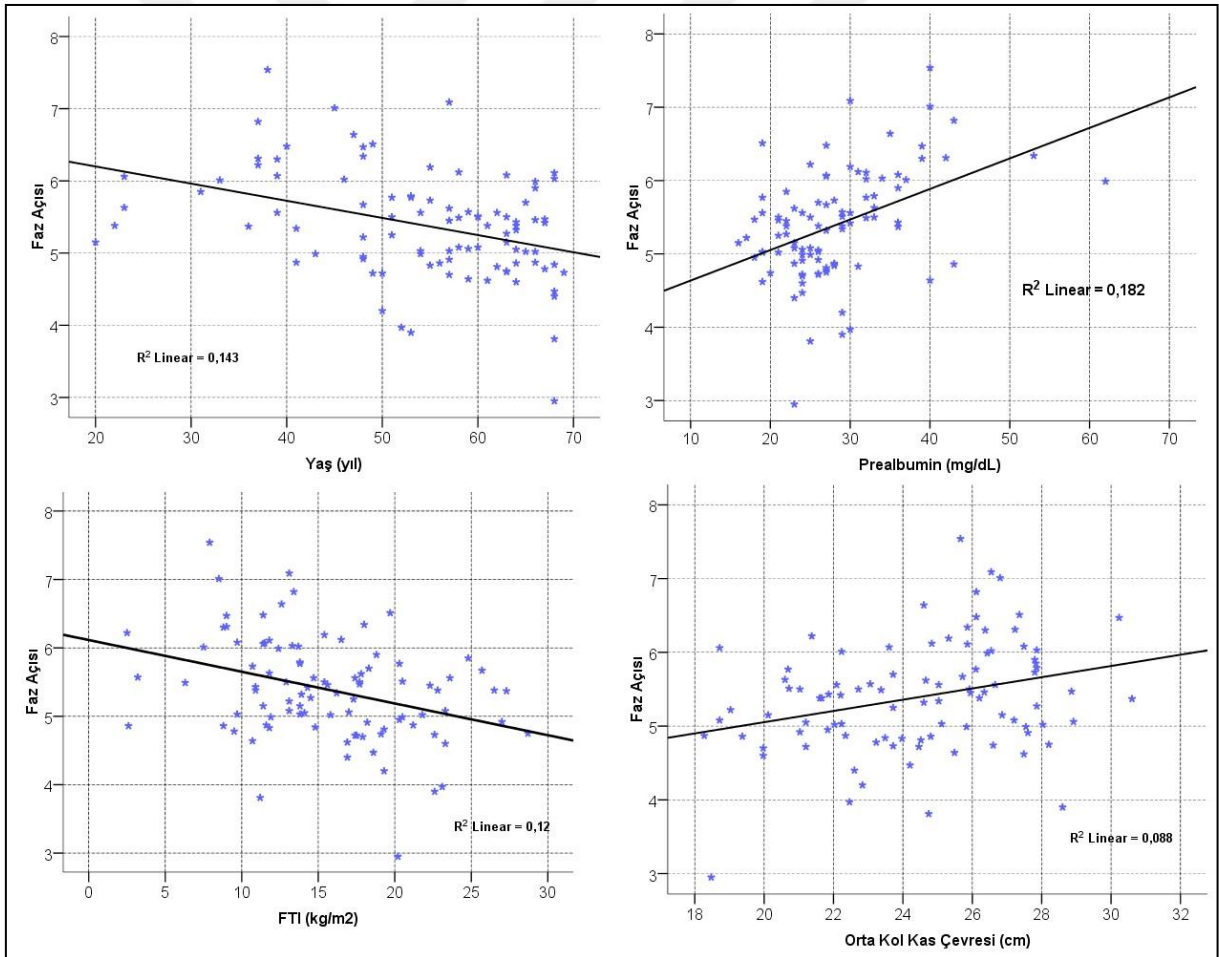 8
7
6
5
4
3
Faz Açısı
R² Linear = 0,143
20 30 40 50 60 70
Yaş (yıl)
8
7
6
5
4
3
Faz Açısı
R² Linear = 0,182
10 20 30 40 50 60 70
Prealbumin (mg/dL)
8
7
6
5
4
3
Faz Açısı
R² Linear = 0,12
0 5 10 15 20 25 30
FTI (kg/m2)
8
7
6
5
4
3
Faz Açısı
R² Linear = 0,088
18 20 22 24 26 28 30 32
Orta Kol Kas Çevresi (cm)